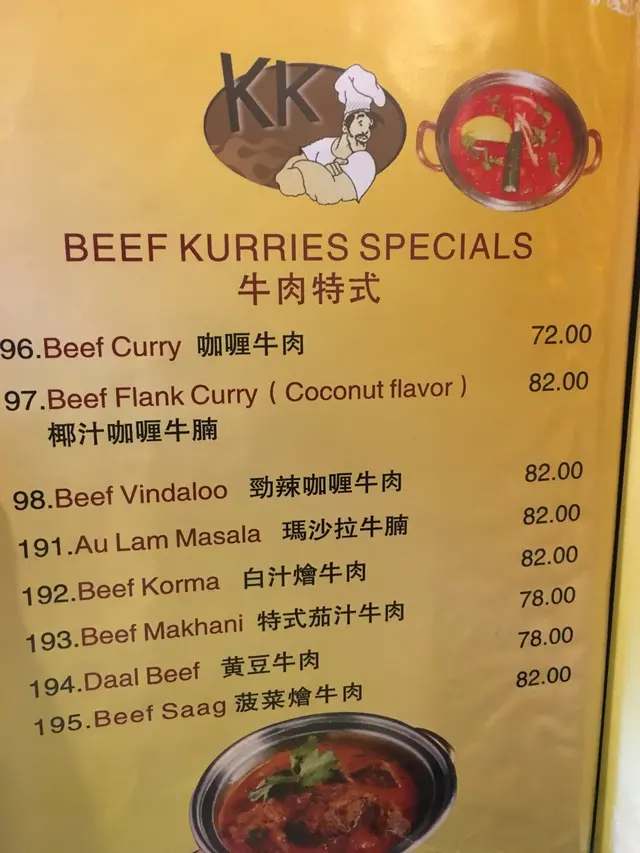 KK
BEEF KURRIES SPECIALS
牛肉特式
96.Beef Curry 咖喱牛肉 72.00
97.Beef Flank Curry ( Coconut flavor ) 82.00
椰汁咖喱牛腩
98.Beef Vindaloo 勁辣咖喱牛肉 82.00
191.Au Lam Masala 瑪沙拉牛腩 82.00
192.Beef Korma 白汁燴牛肉 82.00
193.Beef Makhani 特式茄汁牛肉 78.00
194.Daal Beef 黄豆牛肉 78.00
195.Beef Saag 菠菜燴牛肉 82.00